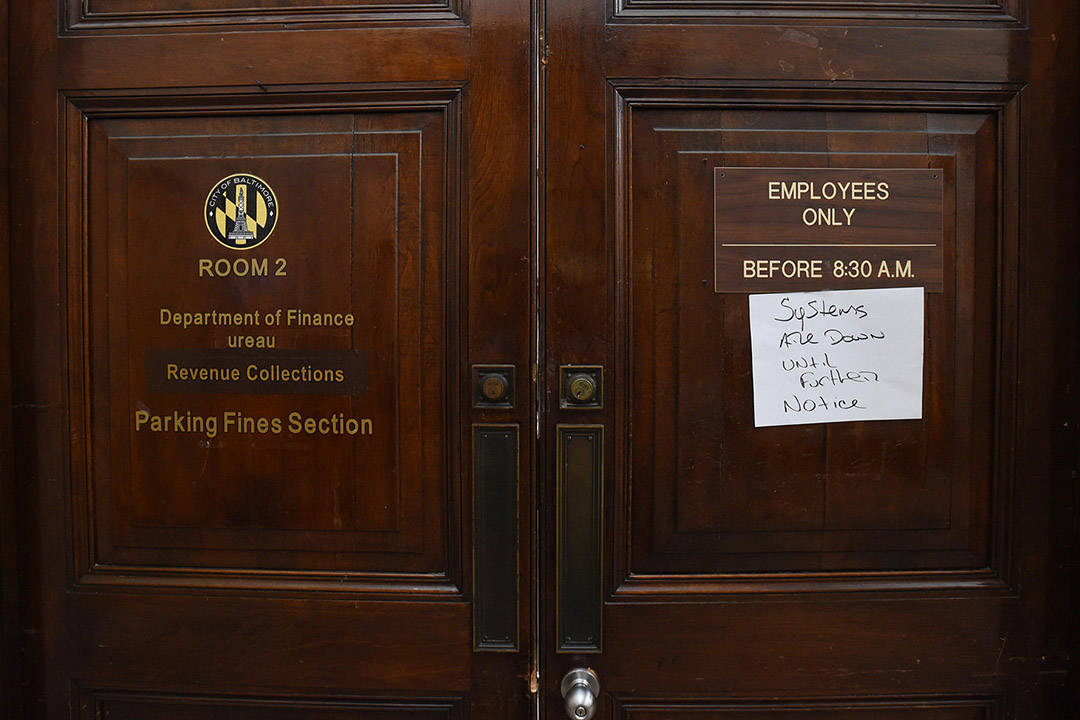 CITY OF BALTIMORE
ROOM 2
Department of Finance
ureau
Revenue Collections
Parking Fines Section
EMPLOYEES
ONLY
BEFORE 8:30 A.M.
Systems
Are Down
until
Further
Notice